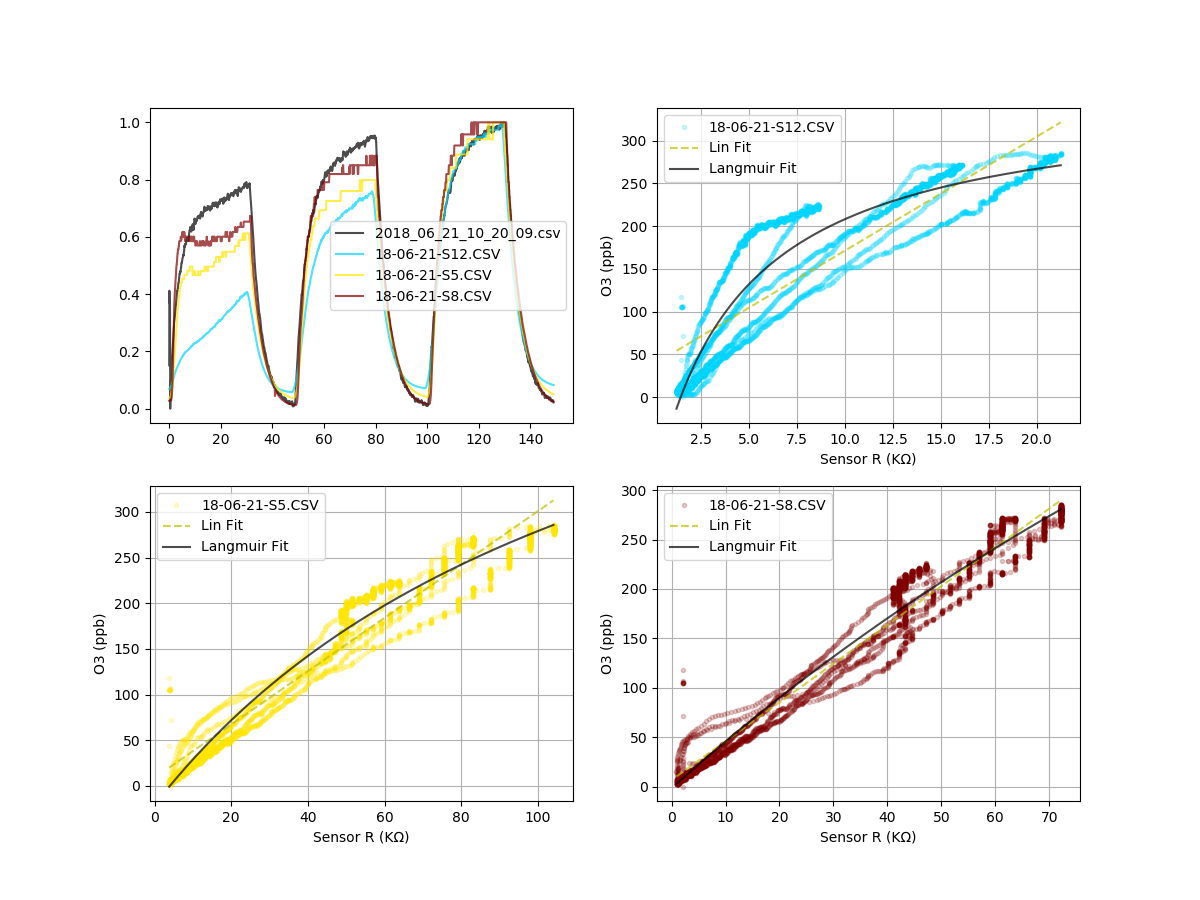 1.0
0.8
0.6
0.4
0.2
0.0
0 20 40 60 80 100 120 140
2018_06_21_10_20_09.csv
18-06-21-S12.CSV
18-06-21-S5.CSV
18-06-21-S8.CSV
O3 (ppb)
300
250
200
150
100
50
0
2.5 5.0 7.5 10.0 12.5 15.0 17.5 20.0
Sensor R (KΩ)
18-06-21-S12.CSV
Lin Fit
Langmuir Fit
O3 (ppb)
300
250
200
150
100
50
0
0 20 40 60 80 100
Sensor R (KΩ)
18-06-21-S5.CSV
Lin Fit
Langmuir Fit
O3 (ppb)
300
250
200
150
100
50
0
0 10 20 30 40 50 60 70
Sensor R (KΩ)
18-06-21-S8.CSV
Lin Fit
Langmuir Fit